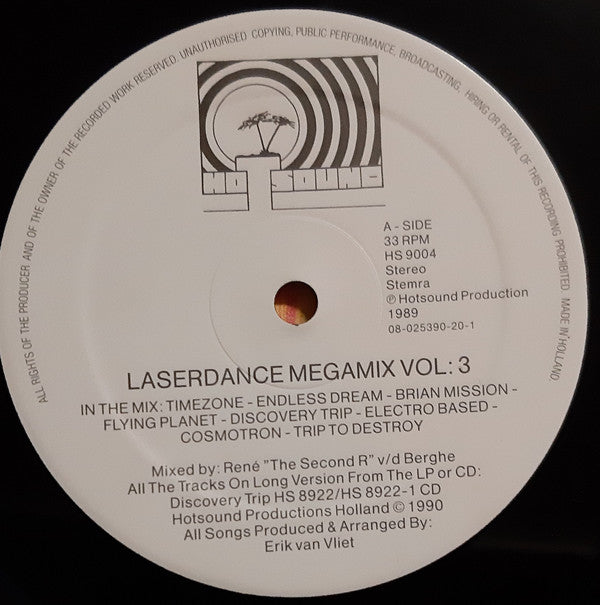 ALL RIGHTS OF THE PRODUCER AND OF THE OWNER OF THE RECORDED WORK RESERVED. UNAUTHORISED COPYING, PUBLIC PERFORMANCE, BROADCASTING, HIRING OR RENTAL OF THIS RECORDING PROHIBITED. MADE IN HOLLAND
HOT SOUND
A - SIDE
33 RPM
HS 9004
Stereo
Stemra
℗ Hotsound Production
1989
08-025390-20-1
LASERDANCE MEGAMIX VOL: 3
IN THE MIX: TIMEZONE - ENDLESS DREAM - BRIAN MISSION -
FLYING PLANET - DISCOVERY TRIP - ELECTRO BASED -
COSMOTRON - TRIP TO DESTROY
Mixed by: René "The Second R" v/d Berghe
All The Tracks On Long Version From The LP or CD:
Discovery Trip HS 8922/HS 8922-1 CD
Hotsound Productions Holland © 1990
All Songs Produced & Arranged By:
Erik van Vliet